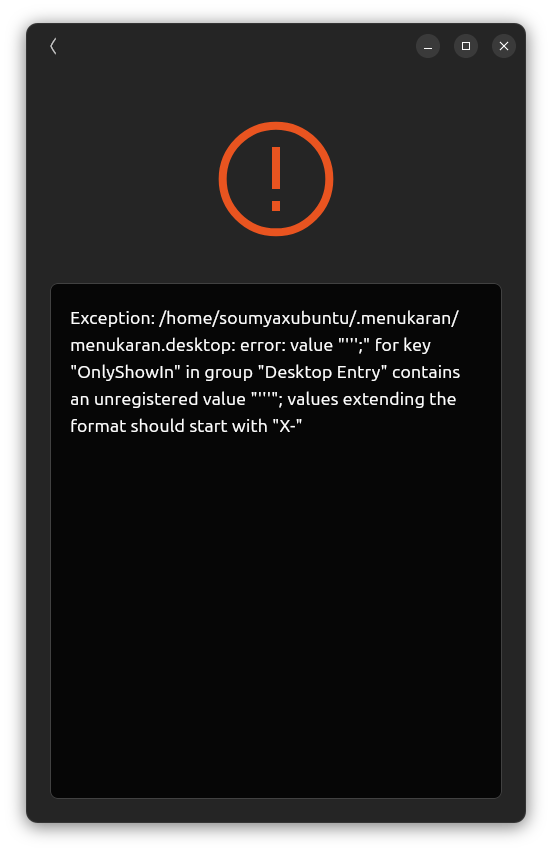 Exception: /home/soumyaxubuntu/.menukaran/
menukaran.desktop: error: value "''';" for key
"OnlyShowIn" in group "Desktop Entry" contains
an unregistered value "'''"; values extending the
format should start with "X-"